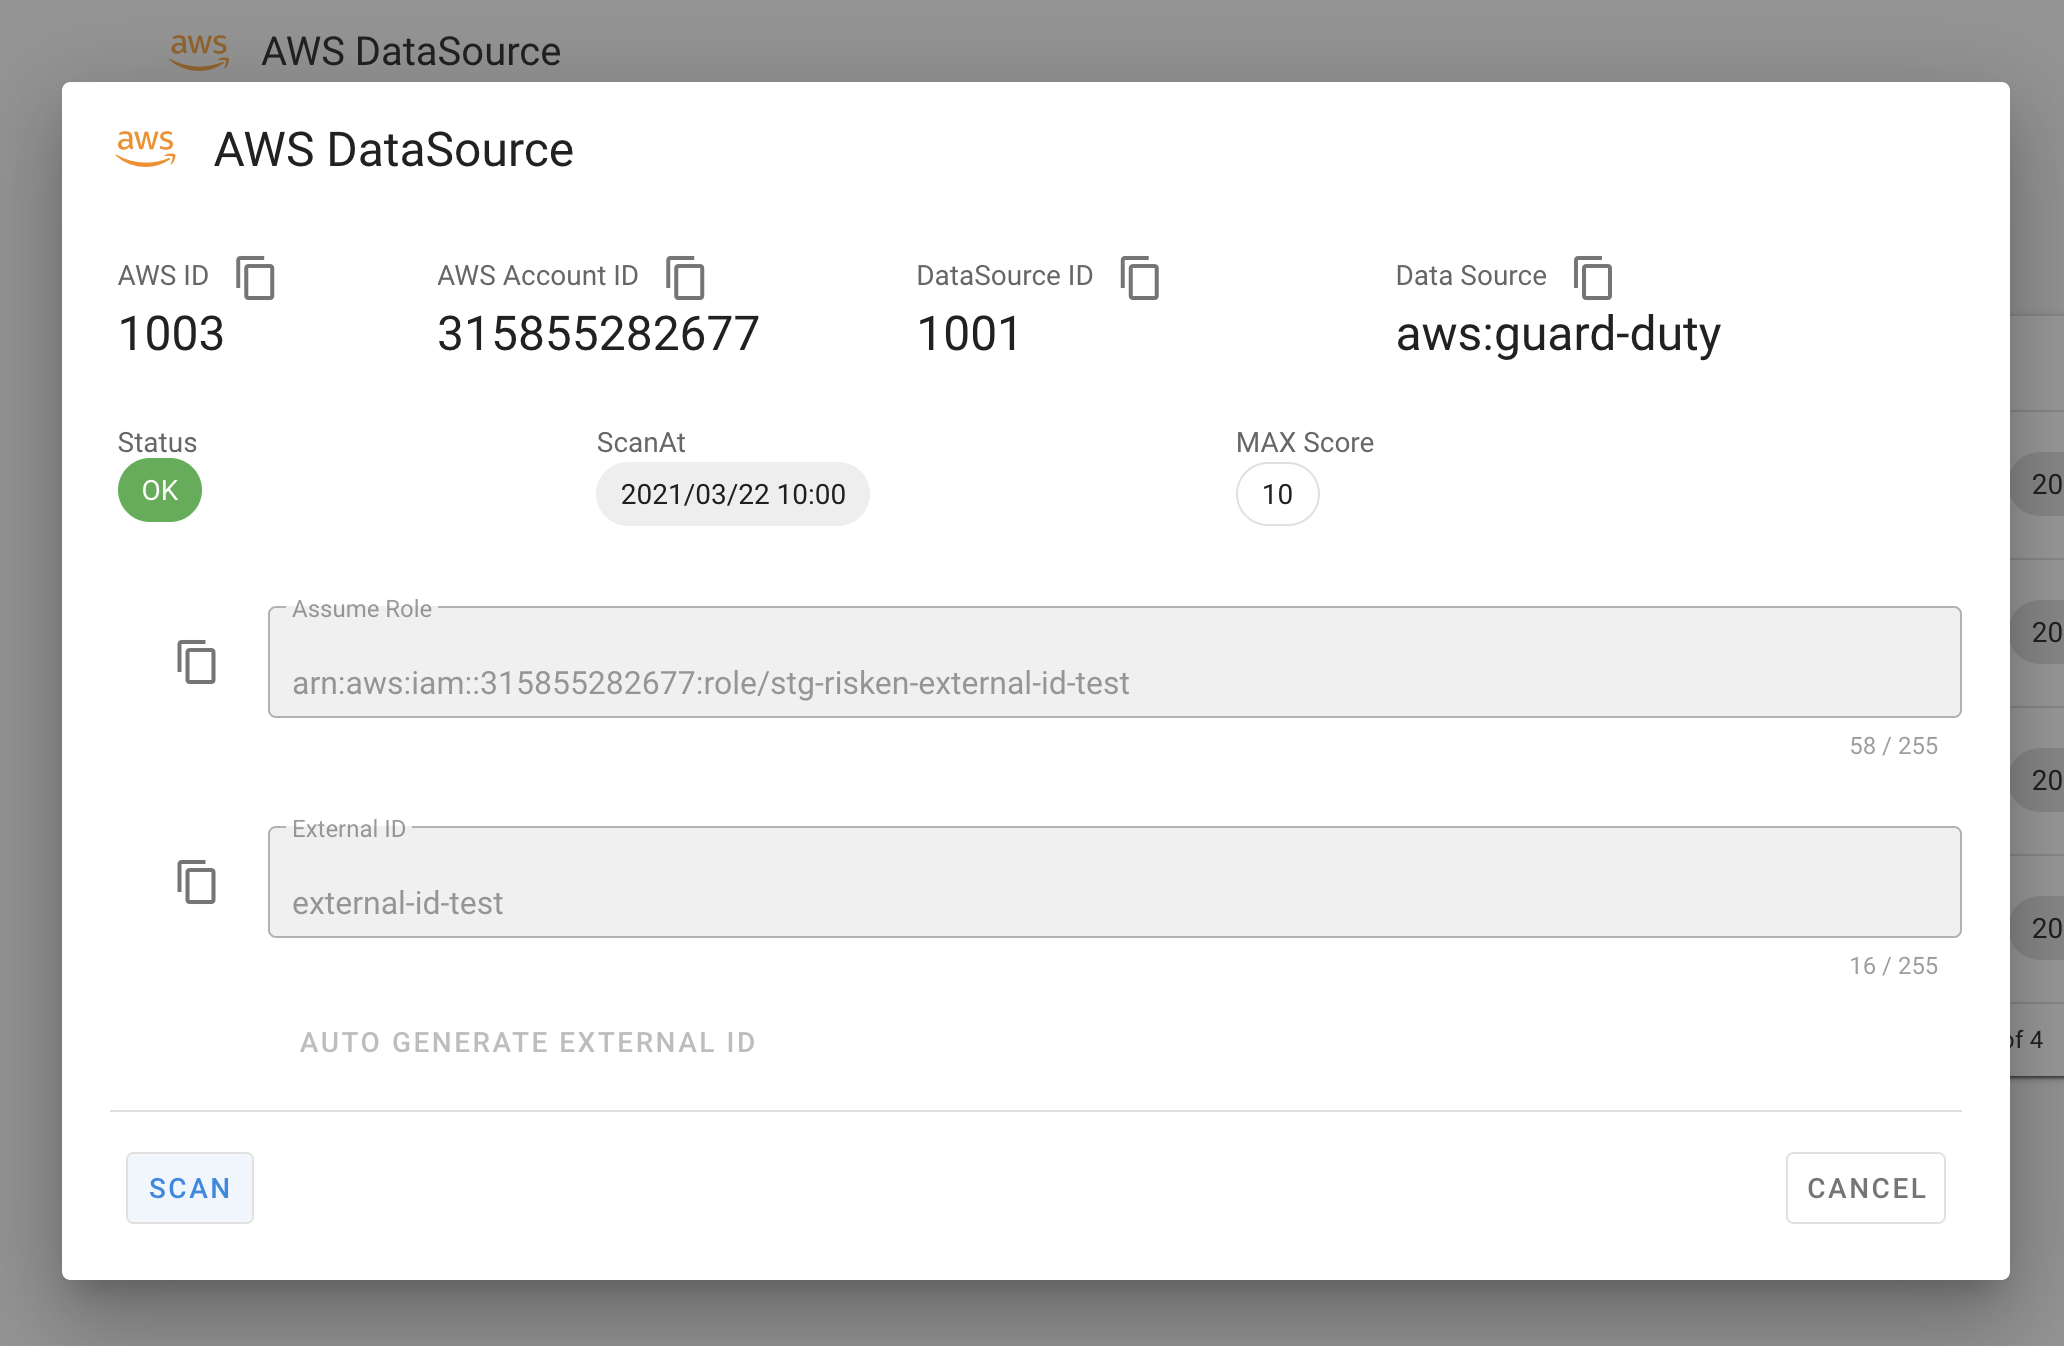 aws AWS DataSource
aws AWS DataSource
AWS ID AWS Account ID DataSource ID Data Source
1003 315855282677 1001 aws:guard-duty
Status ScanAt MAX Score
OK 2021/03/22 10:00 10
20
Assume Role
20
arn:aws:iam::315855282677:role/stg-risken-external-id-test
58 / 255
20
External ID
external-id-test
20
16 / 255
AUTO GENERATE EXTERNAL ID
of 4
SCAN CANCEL